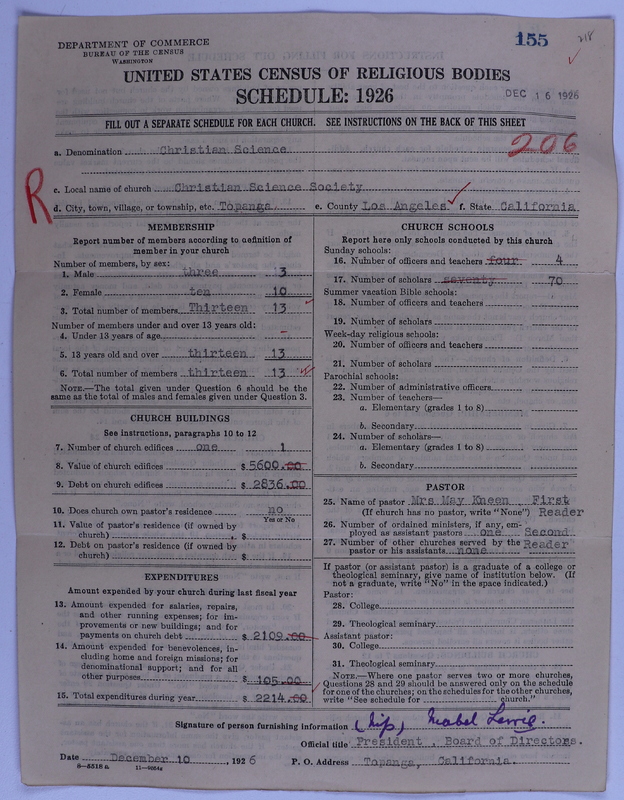 155
218
DEPARTMENT OF COMMERCE
BUREAU OF THE CENSUS
WASHINGTON
UNITED STATES CENSUS OF RELIGIOUS BODIES
SCHEDULE: 1926
DEC 16 1926
FILL OUT A SEPARATE SCHEDULE FOR EACH CHURCH. SEE INSTRUCTIONS ON THE BACK OF THIS SHEET
206
a. Denomination Christian Science
R
c. Local name of church Christian Science Society
d. City, town, village, or township, etc. Topanga e. County Los Angeles f. State California
MEMBERSHIP
Report number of members according to definition of
member in your church
Number of members, by sex:
1. Male three 3
2. Female ten 10
3. Total number of members Thirteen 13
Number of members under and over 13 years old:
4. Under 13 years of age –
5. 13 years old and over thirteen 13
6. Total number of members thirteen 13
NOTE.—The total given under Question 6 should be the
same as the total of males and females given under Question 3.
CHURCH BUILDINGS
See instructions, paragraphs 10 to 12
7. Number of church edifices one 1
8. Value of church edifices $ 5600.00
9. Debt on church edifices $ 2836.00
10. Does church own pastor's residence no
Yes or No
11. Value of pastor's residence (if owned by
church) $
12. Debt on pastor's residence (if owned by
church) $
EXPENDITURES
Amount expended by your church during last fiscal year
13. Amount expended for salaries, repairs,
and other running expenses; for im-
provements or new buildings; and for
payments on church debt $ 2109.00
14. Amount expended for benevolences, in-
cluding home and foreign missions; for
denominational support; and for all
other purposes $ 105.00
15. Total expenditures during year $ 2214.00
CHURCH SCHOOLS
Report here only schools conducted by this church
Sunday schools:
16. Number of officers and teachers four 4
17. Number of scholars seventy 70
Summer vacation Bible schools:
18. Number of officers and teachers
19. Number of scholars
Week-day religious schools:
20. Number of officers and teachers
21. Number of scholars
Parochial schools:
22. Number of administrative officers
23. Number of teachers—
a. Elementary (grades 1 to 8)
b. Secondary
24. Number of scholars—
a. Elementary (grades 1 to 8)
b. Secondary
PASTOR
25. Name of pastor Mrs May Kneen First
(If church has no pastor, write "None") Reader
26. Number of ordained ministers, if any, em-
ployed as assistant pastors one Second
27. Number of other churches served by the Reader
pastor or his assistants none
If pastor (or assistant pastor) is a graduate of a college or
theological seminary, give name of institution below. (If
not a graduate, write "No" in the space indicated.)
Pastor:
28. College
29. Theological seminary
Assistant pastor:
30. College
31. Theological seminary
NOTE.—Where one pastor serves two or more churches,
Questions 28 and 29 should be answered only on the schedule
for one of the churches; on the schedules for the other churches,
write "See schedule for church."
Signature of person furnishing information Mabel
Official title President, Board of Directors.
Date December 10, 1926 P. O. Address Topanga, California.
8—5518 a 11—9284